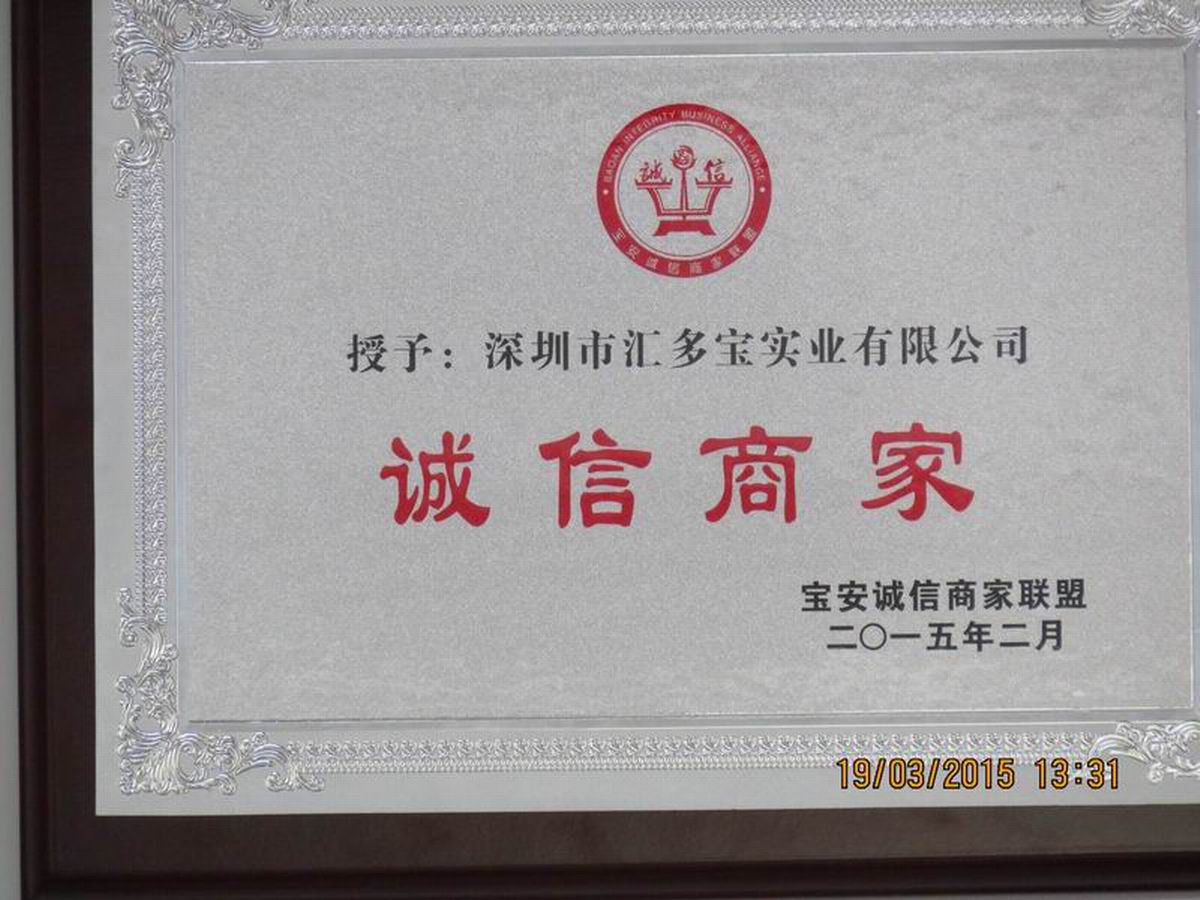 BAOAN INTEGRITY BUSINESS ALLIANCE
誠 信
宝安诚信商家联盟
授予：深圳市汇多宝实业有限公司
诚信商家
宝安诚信商家联盟
二〇一五年二月
19/03/2015 13:31